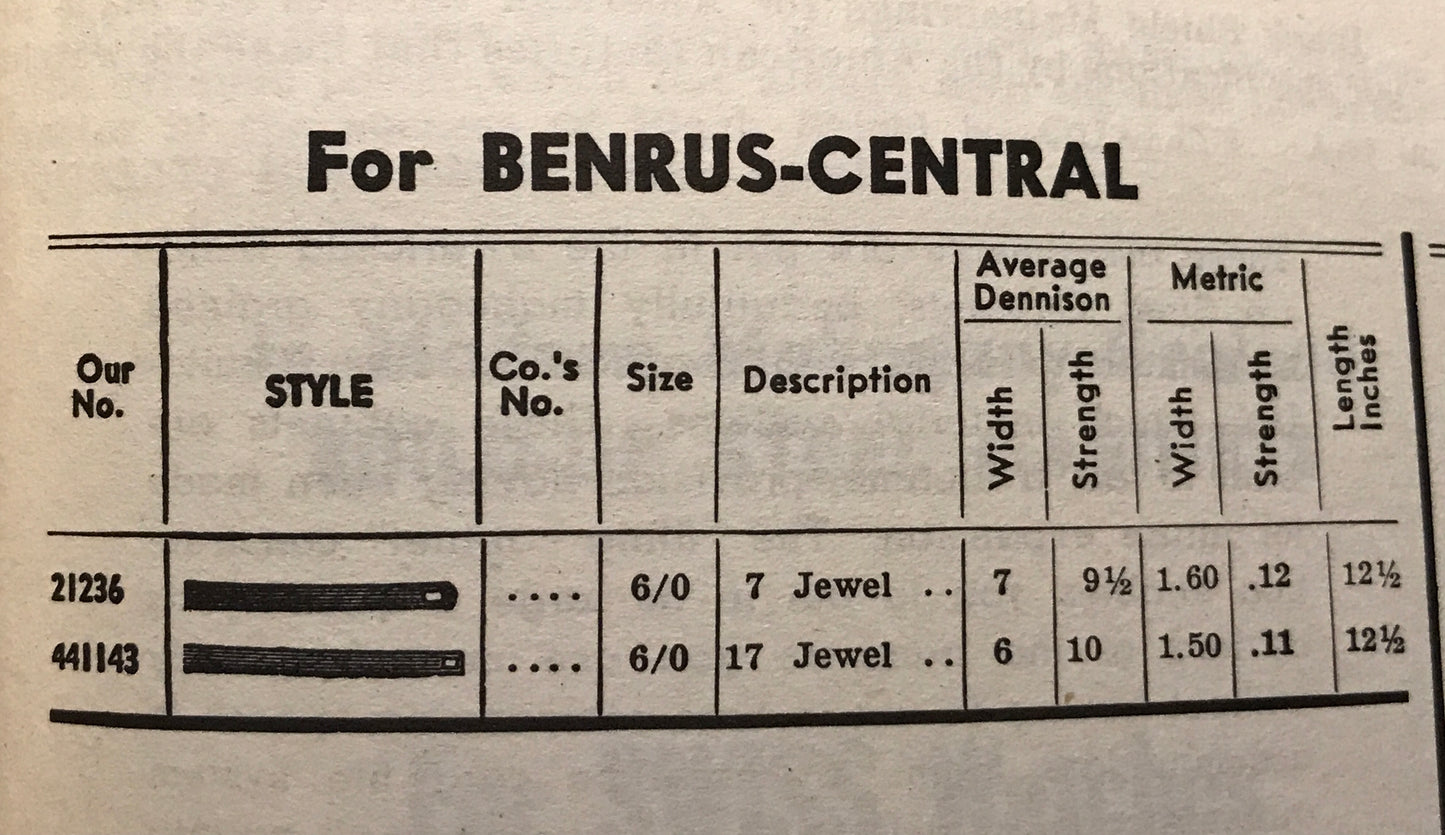 For BENRUS-CENTRAL
Our No.
STYLE
Co.'s No.
Size
Description
Average Dennison
Width
Strength
Metric
Width
Strength
Length Inches
21236 .... 6/0 7 Jewel .. 7 9½ 1.60 .12 12½
441143 .... 6/0 17 Jewel .. 6 10 1.50 .11 12½